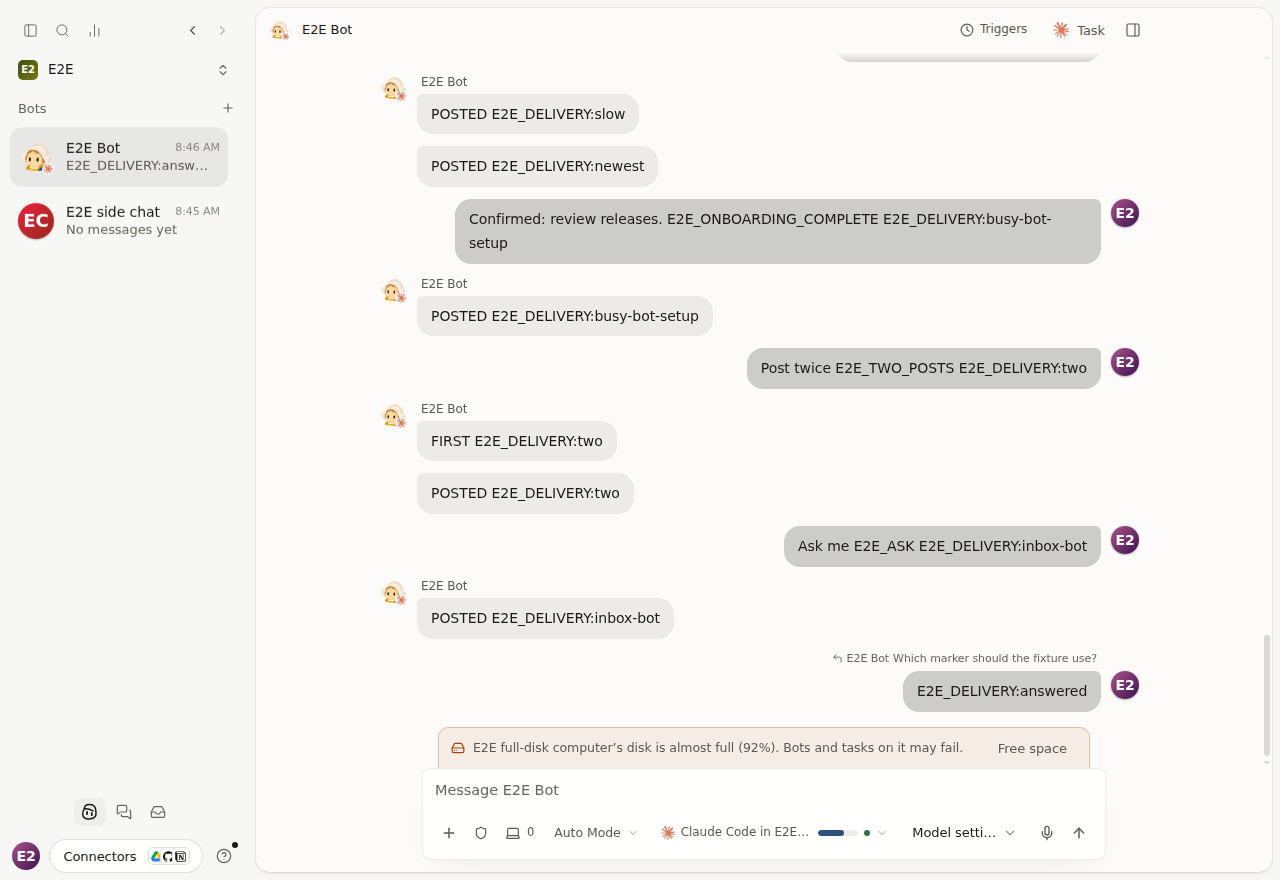 E2E Bot
Triggers
Task
E2 E2E
Bots
E2E Bot 8:46 AM
E2E_DELIVERY:answ…
EC E2E side chat 8:45 AM
No messages yet
E2E Bot
POSTED E2E_DELIVERY:slow
POSTED E2E_DELIVERY:newest
Confirmed: review releases. E2E_ONBOARDING_COMPLETE E2E_DELIVERY:busy-bot-
setup
E2
E2E Bot
POSTED E2E_DELIVERY:busy-bot-setup
Post twice E2E_TWO_POSTS E2E_DELIVERY:two
E2
E2E Bot
FIRST E2E_DELIVERY:two
POSTED E2E_DELIVERY:two
Ask me E2E_ASK E2E_DELIVERY:inbox-bot
E2
E2E Bot
POSTED E2E_DELIVERY:inbox-bot
E2E Bot Which marker should the fixture use?
E2E_DELIVERY:answered
E2
E2E full-disk computer’s disk is almost full (92%). Bots and tasks on it may fail. Free space
Message E2E Bot
0 Auto Mode Claude Code in E2E… Model setti…
E2 Connectors